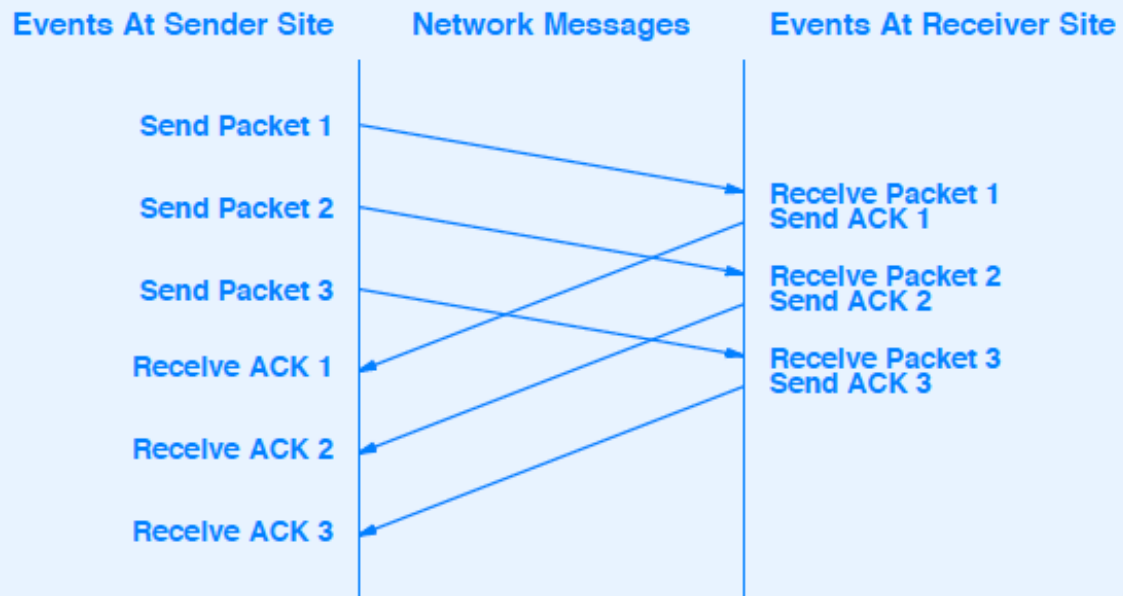 Events At Sender Site
Network Messages
Events At Receiver Site
Send Packet 1
Receive Packet 1
Send ACK 1
Send Packet 2
Receive Packet 2
Send ACK 2
Send Packet 3
Receive Packet 3
Send ACK 3
Receive ACK 1
Receive ACK 2
Receive ACK 3